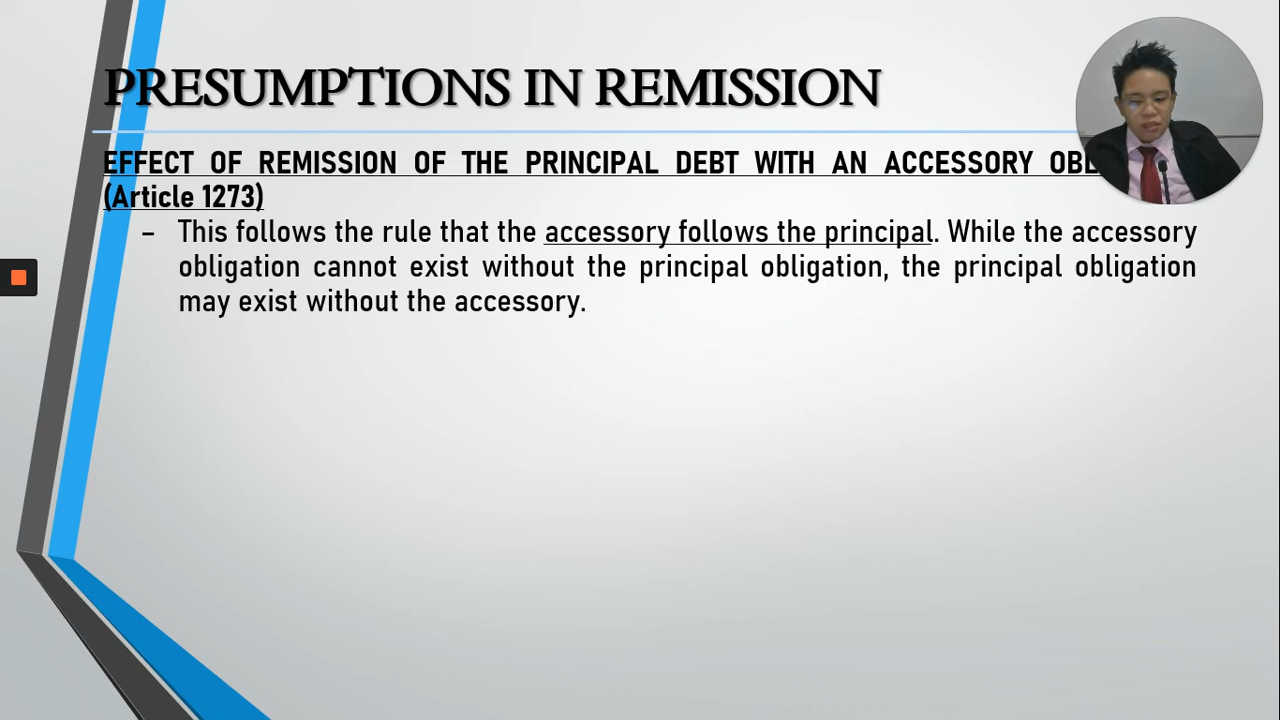 PRESUMPTIONS IN REMISSION
EFFECT OF REMISSION OF THE PRINCIPAL DEBT WITH AN ACCESSORY
(Article 1273)
– This follows the rule that the accessory follows the principal. While the accessory
obligation cannot exist without the principal obligation, the principal obligation
may exist without the accessory.